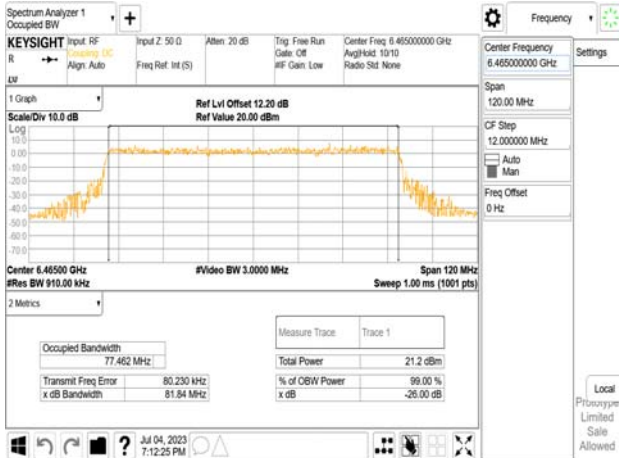 Spectrum Analyzer 1
Occupied BW
+
Frequency
KEYSIGHT Input: RF Input Z: 50 Ω Atten: 20 dB Trig: Free Run Center Freq: 6.465000000 GHz
R Coupling: DC Gate: Off Avg|Hold: 10/10
Align: Auto Freq Ref: Int (S) #IF Gain: Low Radio Std: None
Center Frequency
6.465000000 GHz
Settings
Span
120.00 MHz
CF Step
12.000000 MHz
Auto
Man
Freq Offset
0 Hz
1 Graph
Ref Lvl Offset 12.20 dB
Scale/Div 10.0 dB Ref Value 20.00 dBm
Log
10.0
0.00
-10.0
-20.0
-30.0
-40.0
-50.0
-60.0
-70.0
Center 6.46500 GHz #Video BW 3.0000 MHz Span 120 MHz
#Res BW 910.00 kHz Sweep 1.00 ms (1001 pts)
2 Metrics
Measure Trace Trace 1
Occupied Bandwidth
77.462 MHz
Total Power 21.2 dBm
Transmit Freq Error 80.230 kHz % of OBW Power 99.00 %
x dB Bandwidth 81.84 MHz x dB -26.00 dB
Local
Prototype
Limited
Sale
Allowed
?
Jul 04, 2023
7:12:25 PM